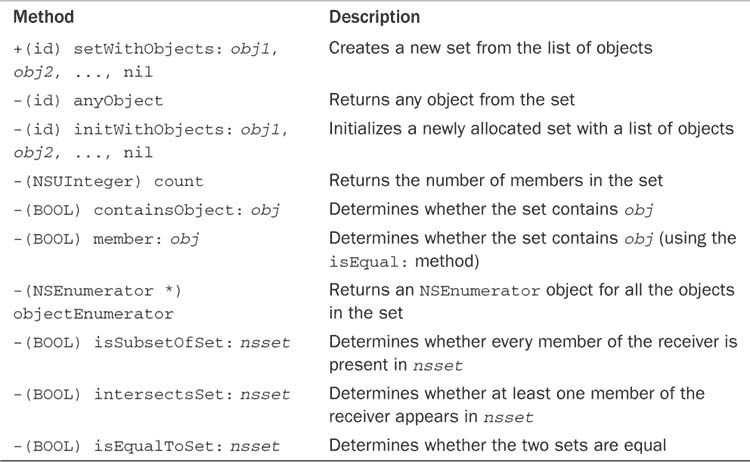 Method Description
+(id) setWithObjects: obj1, Creates a new set from the list of objects
obj2, ..., nil
-(id) anyObject Returns any object from the set
-(id) initWithObjects: obj1, Initializes a newly allocated set with a list of objects
obj2, ..., nil
-(NSUInteger) count Returns the number of members in the set
-(BOOL) containsObject: obj Determines whether the set contains obj
-(BOOL) member: obj Determines whether the set contains obj (using the
isEqual: method)
-(NSEnumerator *) Returns an NSEnumerator object for all the objects
objectEnumerator in the set
-(BOOL) isSubsetOfSet: nsset Determines whether every member of the receiver is
present in nsset
-(BOOL) intersectsSet: nsset Determines whether at least one member of the
receiver appears in nsset
-(BOOL) isEqualToSet: nsset Determines whether the two sets are equal